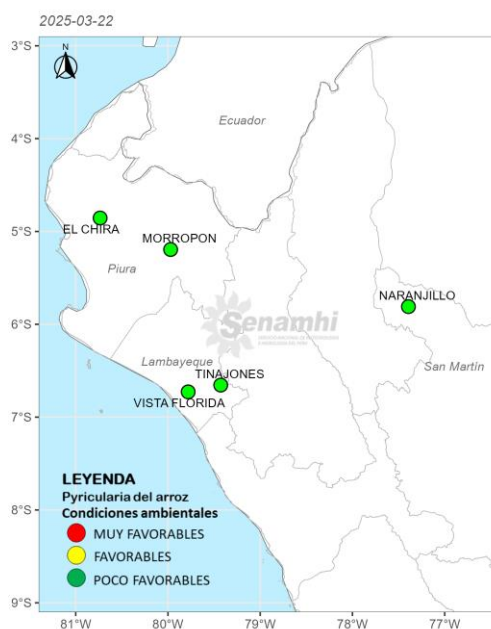 2025-03-22
3°S
N
Ecuador
4°S
EL CHIRA
5°S
MORROPON
Piura
NARANJILLO
6°S
Senamhi
Lambayeque
TINAJONES
San Martín
VISTA FLORIDA
7°S
LEYENDA
Pyricularia del arroz
Condiciones ambientales
8°S
MUY FAVORABLES
FAVORABLES
POCO FAVORABLES
9°S
81°W 80°W 79°W 78°W 77°W